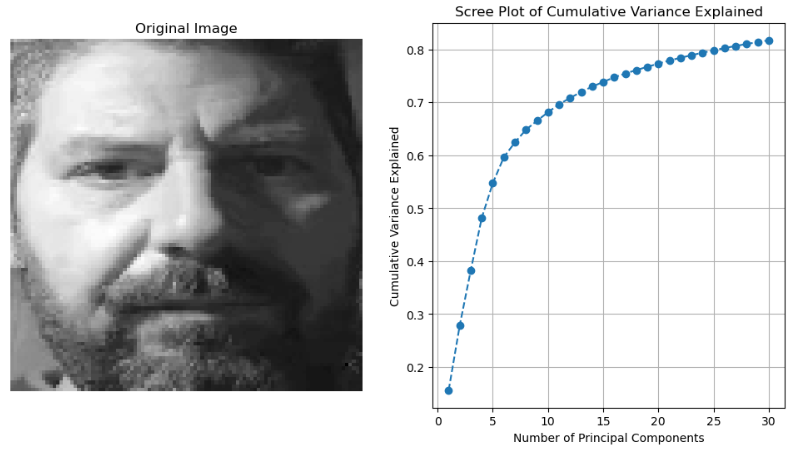 Original Image
Scree Plot of Cumulative Variance Explained
Cumulative Variance Explained
0.8
0.7
0.6
0.5
0.4
0.3
0.2
0 5 10 15 20 25 30
Number of Principal Components